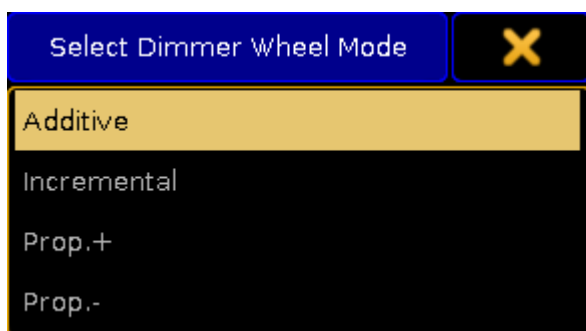 Select Dimmer Wheel Mode
Additive
Incremental
Prop.+
Prop.-